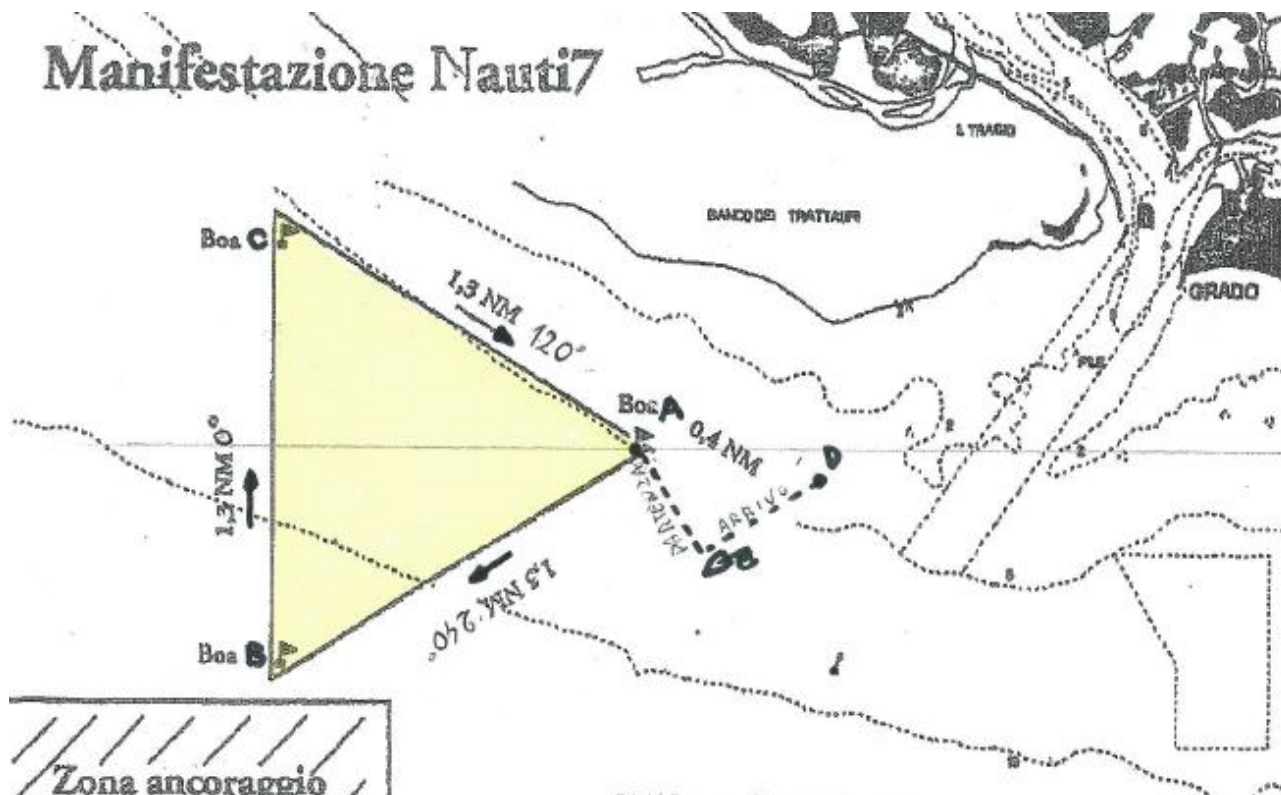 Manifestazione Nauti7
BANCO DEI TRATTAURI
GRADO
Boa C
1,3 NM 120°
Boa A
0,4 NM
D
PARTENZA
ARRIVO
1,3 NM 0°
1,3 NM 240°
Boa B
Zona ancoraggio